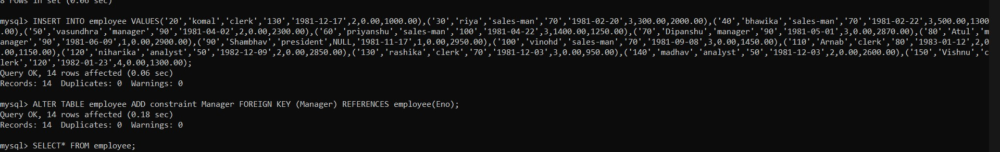 8 rows in set (0.06 sec)
mysql> INSERT INTO employee VALUES('20','komal','clerk','130','1981-12-17',2,0.00,1000.00),('30','riya','sales-man','70','1981-02-20',3,300.00,2000.00),('40','bhawika','sales-man','70','1981-02-22',3,500.00,1300
.00),('50','vasundhra','manager','90','1981-04-02',2,0.00,2300.00),('60','priyanshu','sales-man','100','1981-04-22',3,1400.00,1250.00),('70','Dipanshu','manager','90','1981-05-01',3,0.00,2870.00),('80','Atul','m
anager','90','1981-06-09',1,0.00,2900.00),('90','Shambhav','president',NULL,'1981-11-17',1,0.00,2950.00),('100','vinohd','sales-man','70','1981-09-08',3,0.00,1450.00),('110','Arnab','clerk','80','1983-01-12',2,0
.00,1150.00),('120','niharika','analyst','50','1982-12-09',2,0.00,2850.00),('130','rashika','clerk','70','1981-12-03',3,0.00,950.00),('140','madhav','analyst','50','1981-12-03',2,0.00,2600.00),('150','Vishnu','c
lerk','120','1982-01-23',4,0.00,1300.00);
Query OK, 14 rows affected (0.06 sec)
Records: 14  Duplicates: 0  Warnings: 0
mysql> ALTER TABLE employee ADD constraint Manager FOREIGN KEY (Manager) REFERENCES employee(Eno);
Query OK, 14 rows affected (0.18 sec)
Records: 14  Duplicates: 0  Warnings: 0
mysql> SELECT* FROM employee;